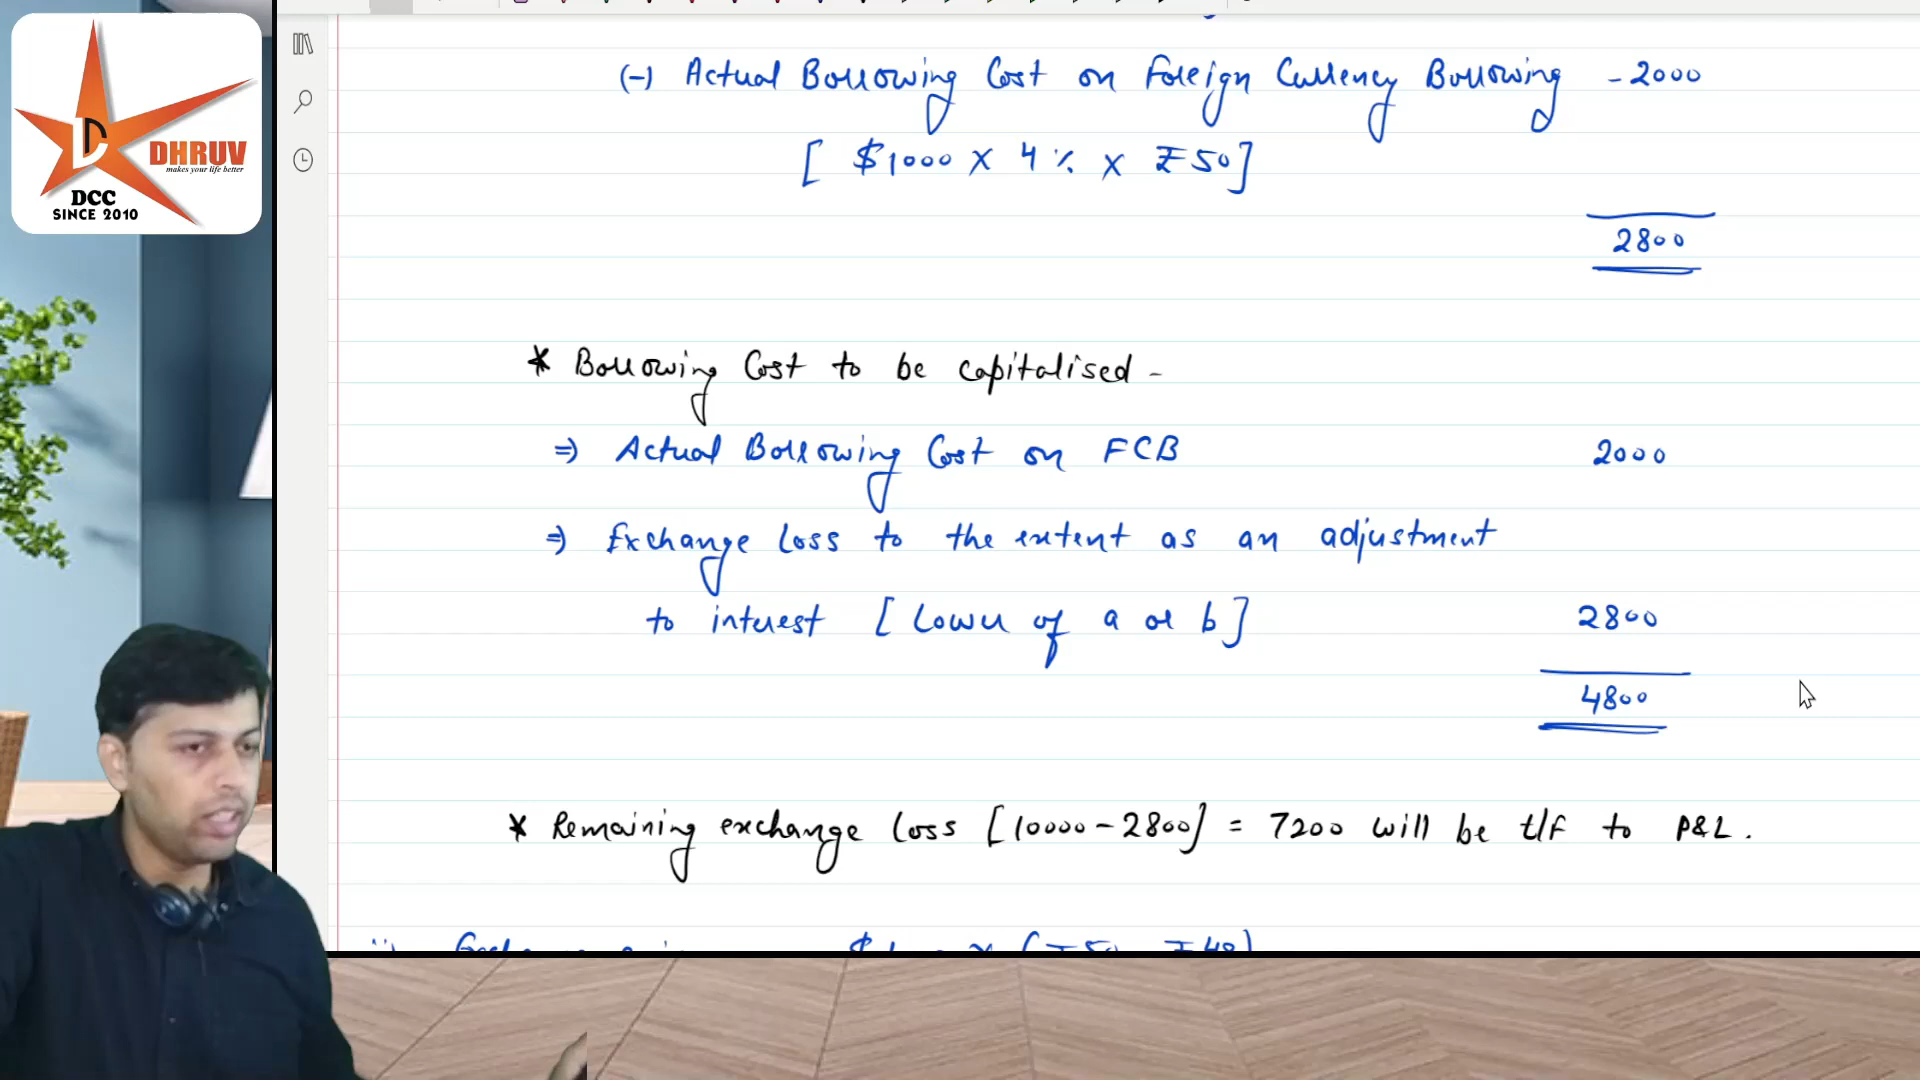 (-) Actual Borrowing Cost on Foreign Currency Borrowing - 2000
[ $1000 X 4 % X ₹50 ]
2800
DHRUV
makes your life better
DCC
SINCE 2010
* Borrowing Cost to be capitalised -
⇒ Actual Borrowing Cost on FCB 2000
⇒ Exchange Loss to the extent as an adjustment
to interest [ Lower of a or b ] 2800
4800
* Remaining exchange Loss [10000 - 2800] = 7200 will be t/f to P&L.